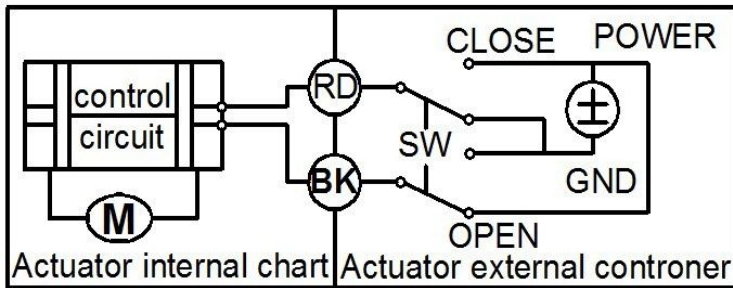 CLOSE
POWER
control
RD
±
circuit
SW
BK
GND
M
OPEN
Actuator internal chart
Actuator external controner